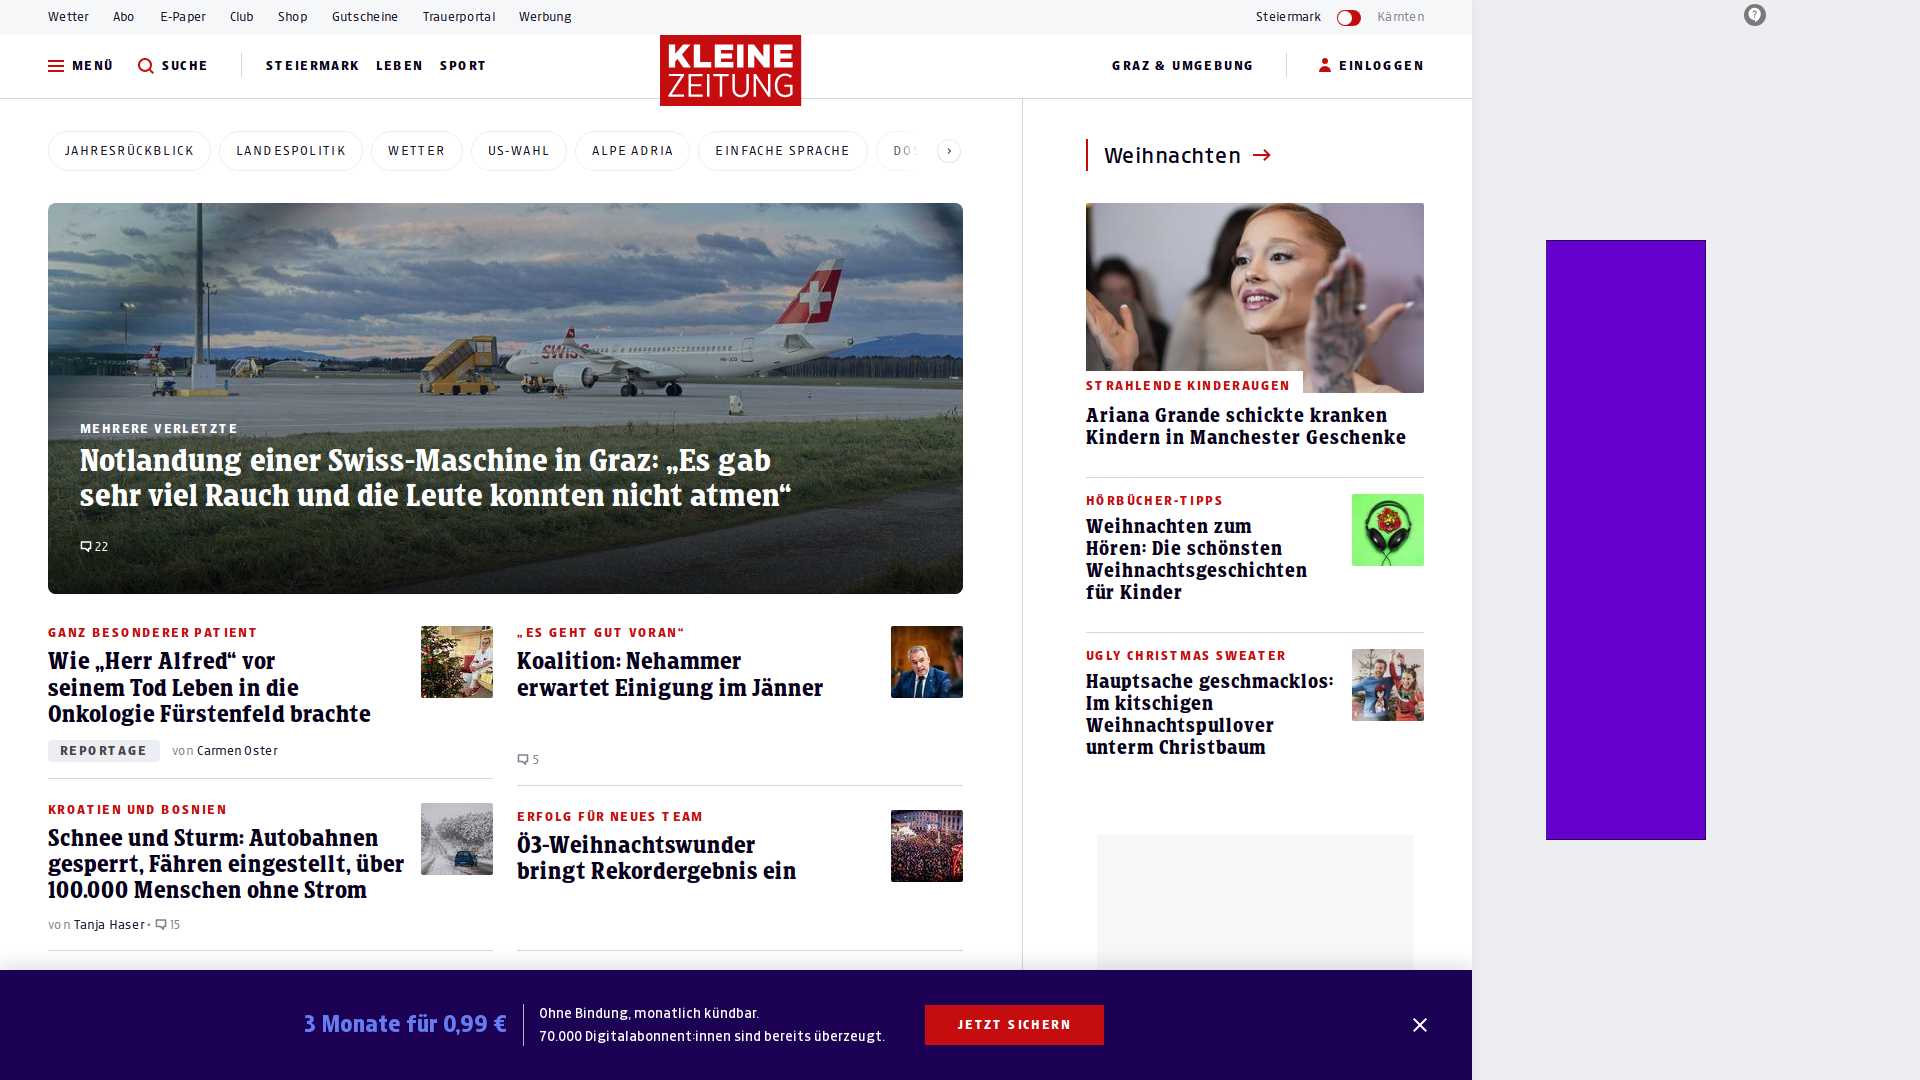 Wetter Abo E-Paper Club Shop Gutscheine Trauerportal Werbung
Steiermark Kärnten
MENÜ SUCHE STEIERMARK LEBEN SPORT
KLEINE
ZEITUNG
GRAZ & UMGEBUNG EINLOGGEN
JAHRESRÜCKBLICK LANDESPOLITIK WETTER US-WAHL ALPE ADRIA EINFACHE SPRACHE
MEHRERE VERLETZTE
Notlandung einer Swiss-Maschine in Graz: „Es gab
sehr viel Rauch und die Leute konnten nicht atmen“
22
SWISS
GANZ BESONDERER PATIENT
Wie „Herr Alfred“ vor
seinem Tod Leben in die
Onkologie Fürstenfeld brachte
REPORTAGE von Carmen Oster
„ES GEHT GUT VORAN“
Koalition: Nehammer
erwartet Einigung im Jänner
5
KROATIEN UND BOSNIEN
Schnee und Sturm: Autobahnen
gesperrt, Fähren eingestellt, über
100.000 Menschen ohne Strom
von Tanja Haser • 15
ERFOLG FÜR NEUES TEAM
Ö3-Weihnachtswunder
bringt Rekordergebnis ein
Weihnachten
STRAHLENDE KINDERAUGEN
Ariana Grande schickte kranken
Kindern in Manchester Geschenke
HÖRBÜCHER-TIPPS
Weihnachten zum
Hören: Die schönsten
Weihnachtsgeschichten
für Kinder
UGLY CHRISTMAS SWEATER
Hauptsache geschmacklos:
Im kitschigen
Weihnachtspullover
unterm Christbaum
3 Monate für 0,99 €
Ohne Bindung, monatlich kündbar.
70.000 Digitalabonnent:innen sind bereits überzeugt.
JETZT SICHERN